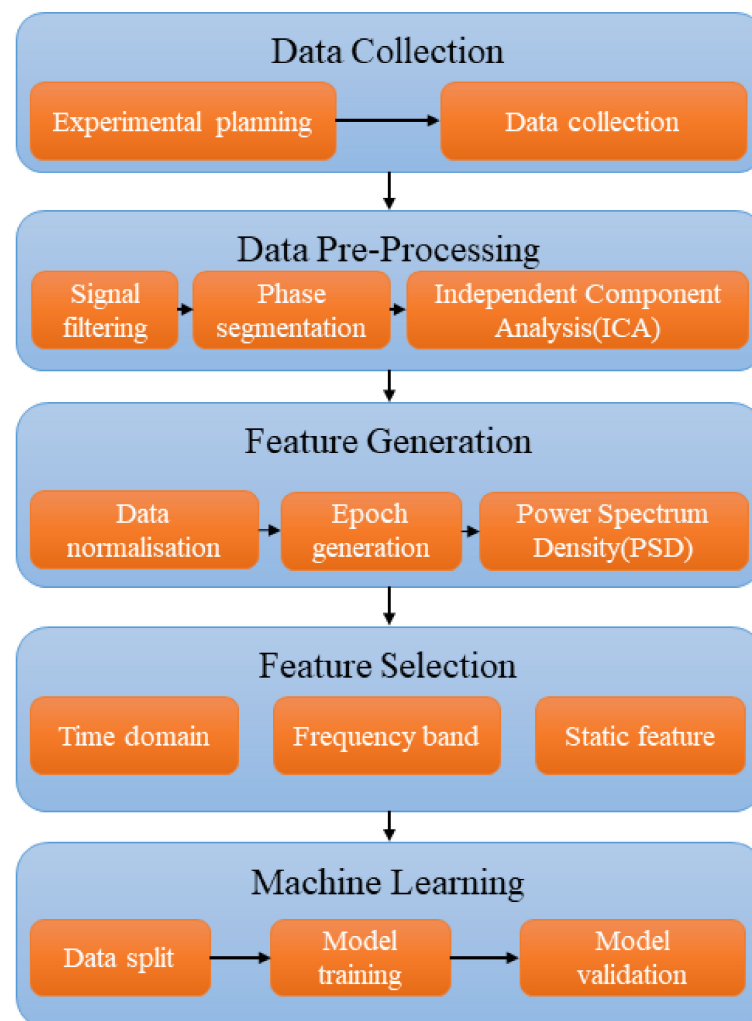 Data Collection
Experimental planning
Data collection
Data Pre-Processing
Signal
filtering
Phase
segmentation
Independent Component
Analysis(ICA)
Feature Generation
Data
normalisation
Epoch
generation
Power Spectrum
Density(PSD)
Feature Selection
Time domain
Frequency band
Static feature
Machine Learning
Data split
Model
training
Model
validation